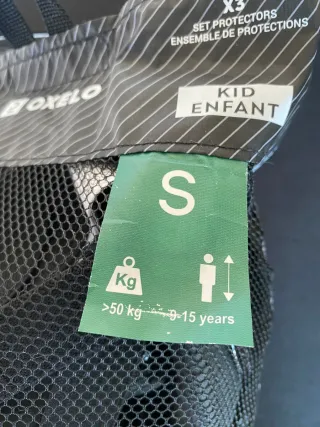 X3
SET PROTECTORS
ENSEMBLE DE PROTECTIONS
OXELO
KID
ENFANT
S
Kg
>50 kg 9-15 years